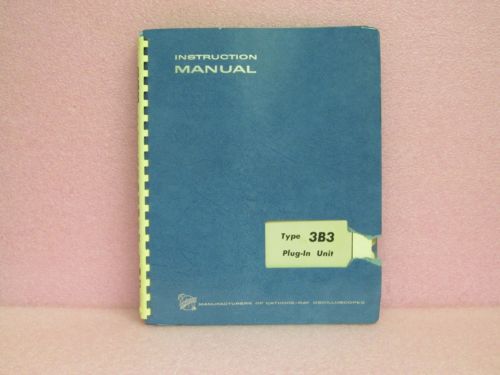 INSTRUCTION
MANUAL
Type 3B3
Plug-In Unit
MANUFACTURERS OF CATHODE-RAY OSCILLOSCOPES